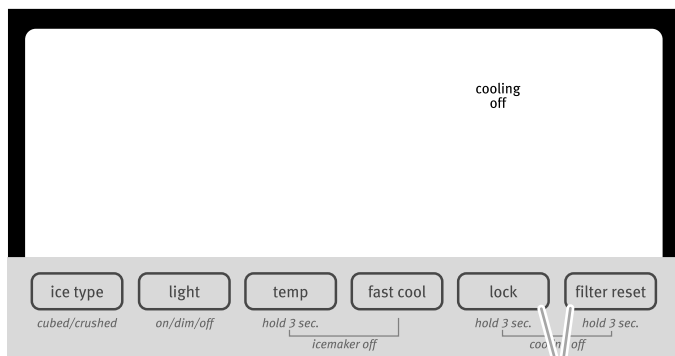 cooling
off
ice type
light
temp
fast cool
lock
filter reset
cubed/crushed
on/dim/off
hold 3 sec.
hold 3 sec.
hold 3 sec.
icemaker off
cooling off